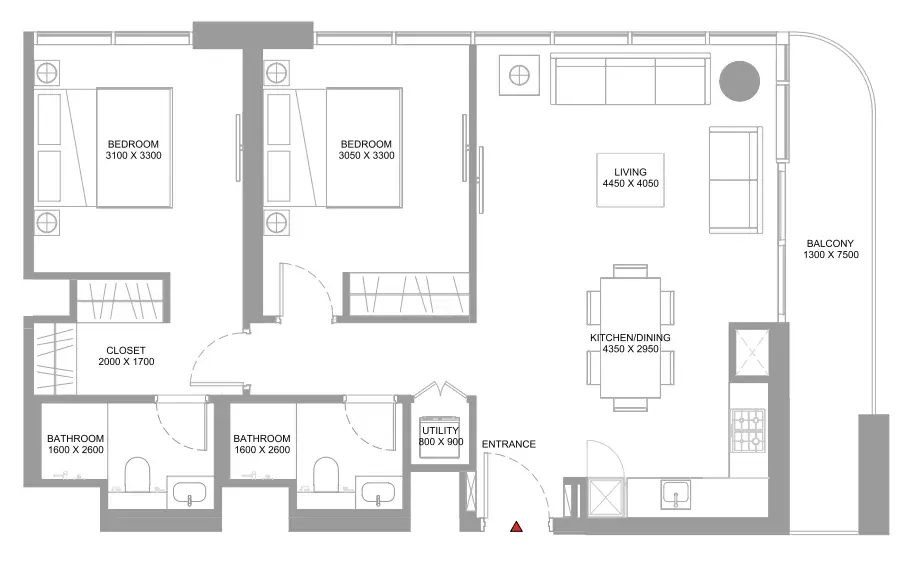 BEDROOM
3100 X 3300
BEDROOM
3050 X 3300
LIVING
4450 X 4050
BALCONY
1300 X 7500
KITCHEN/DINING
4350 X 2950
CLOSET
2000 X 1700
BATHROOM
1600 X 2600
BATHROOM
1600 X 2600
UTILITY
800 X 900
ENTRANCE